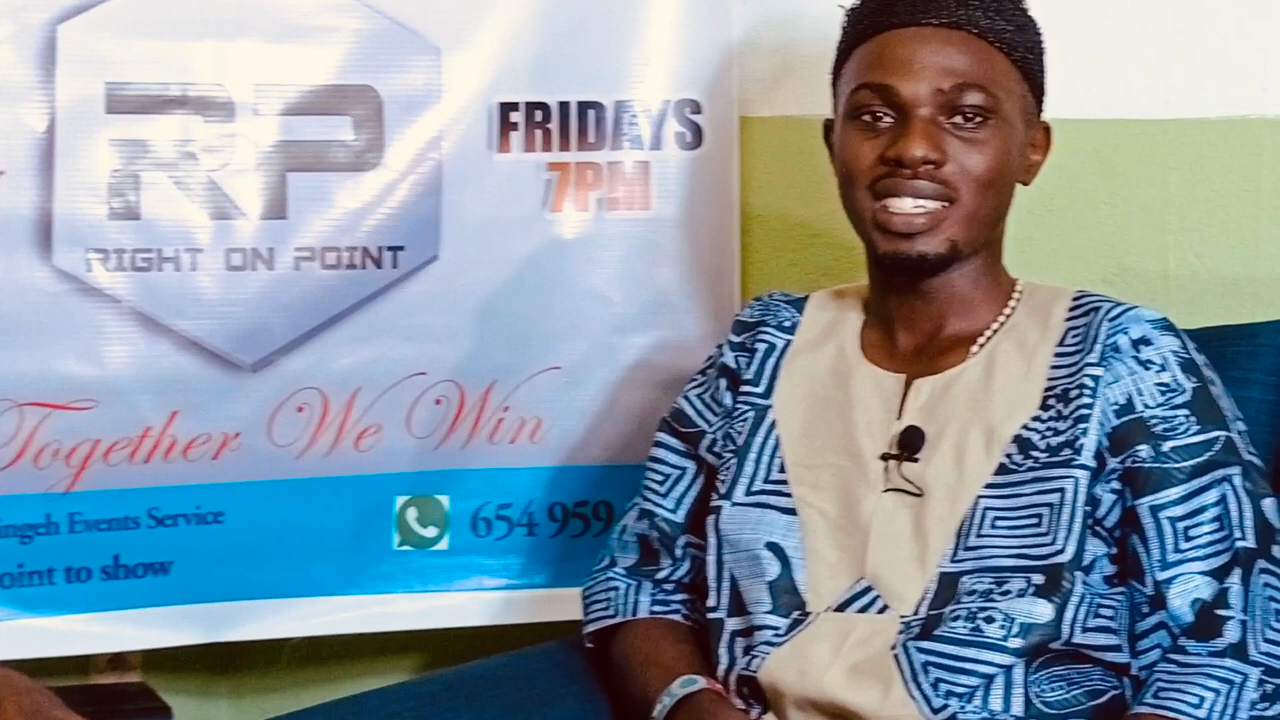 RP
RIGHT ON POINT
FRIDAYS
7PM
Together We Win
ingeh Events Service
654 959
oint to show